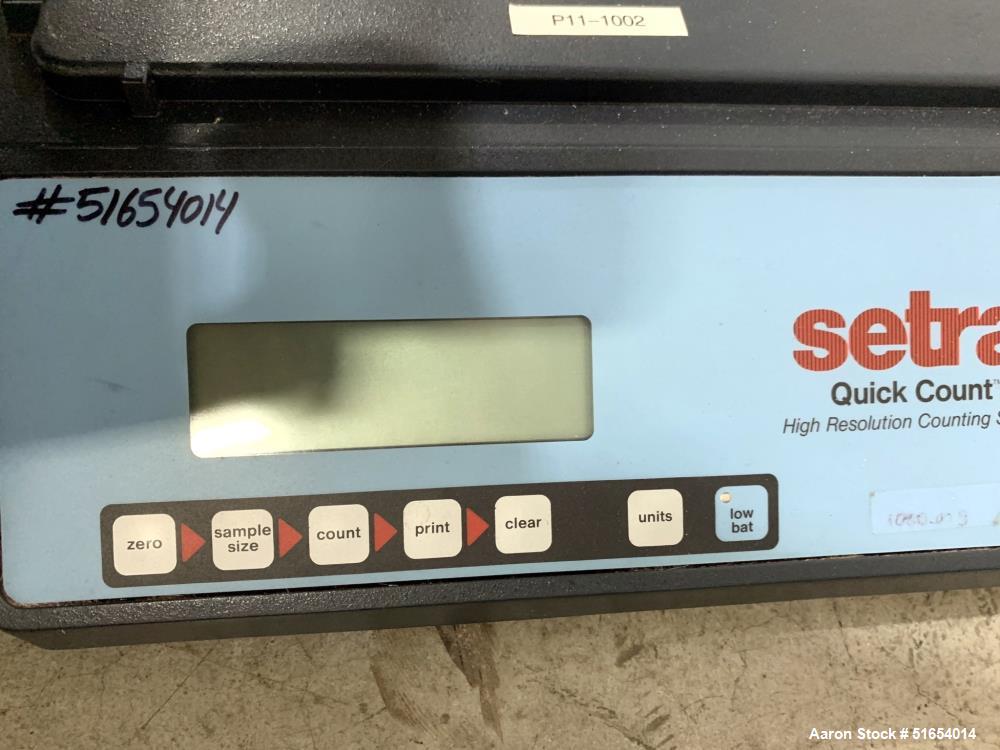 P11-1002
#51654014
setra
Quick Count™
High Resolution Counting
zero
sample
size
count
print
clear
units
low
bat
Aaron Stock # 51654014